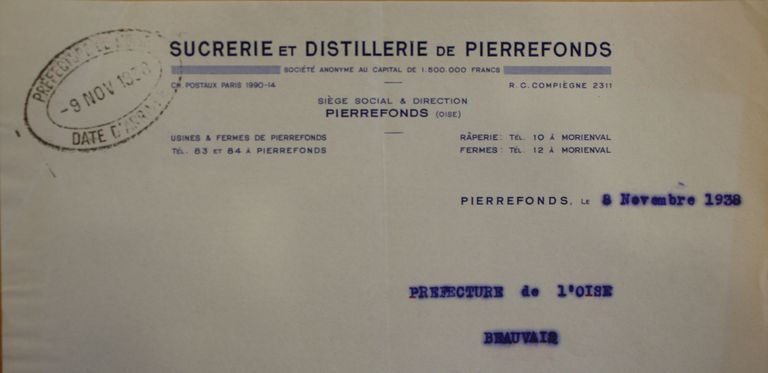 SUCRERIE ET DISTILLERIE DE PIERREFONDS
SOCIÉTÉ ANONYME AU CAPITAL DE 1.500.000 FRANCS
CH. POSTAUX PARIS 1990-14
R. C. COMPIÈGNE 2311
SIÈGE SOCIAL & DIRECTION
PIERREFONDS (OISE)
USINES & FERMES DE PIERREFONDS
TÉL. 83 ET 84 À PIERREFONDS
RÂPERIE: TÉL. 10 À MORIENVAL
FERMES: TÉL. 12 À MORIENVAL
-9 NOV 1938
DATE D'ARRIVÉE
PIERREFONDS, LE 8 Novembre 1938
PREFECTURE de l'OISE
BEAUVAIS